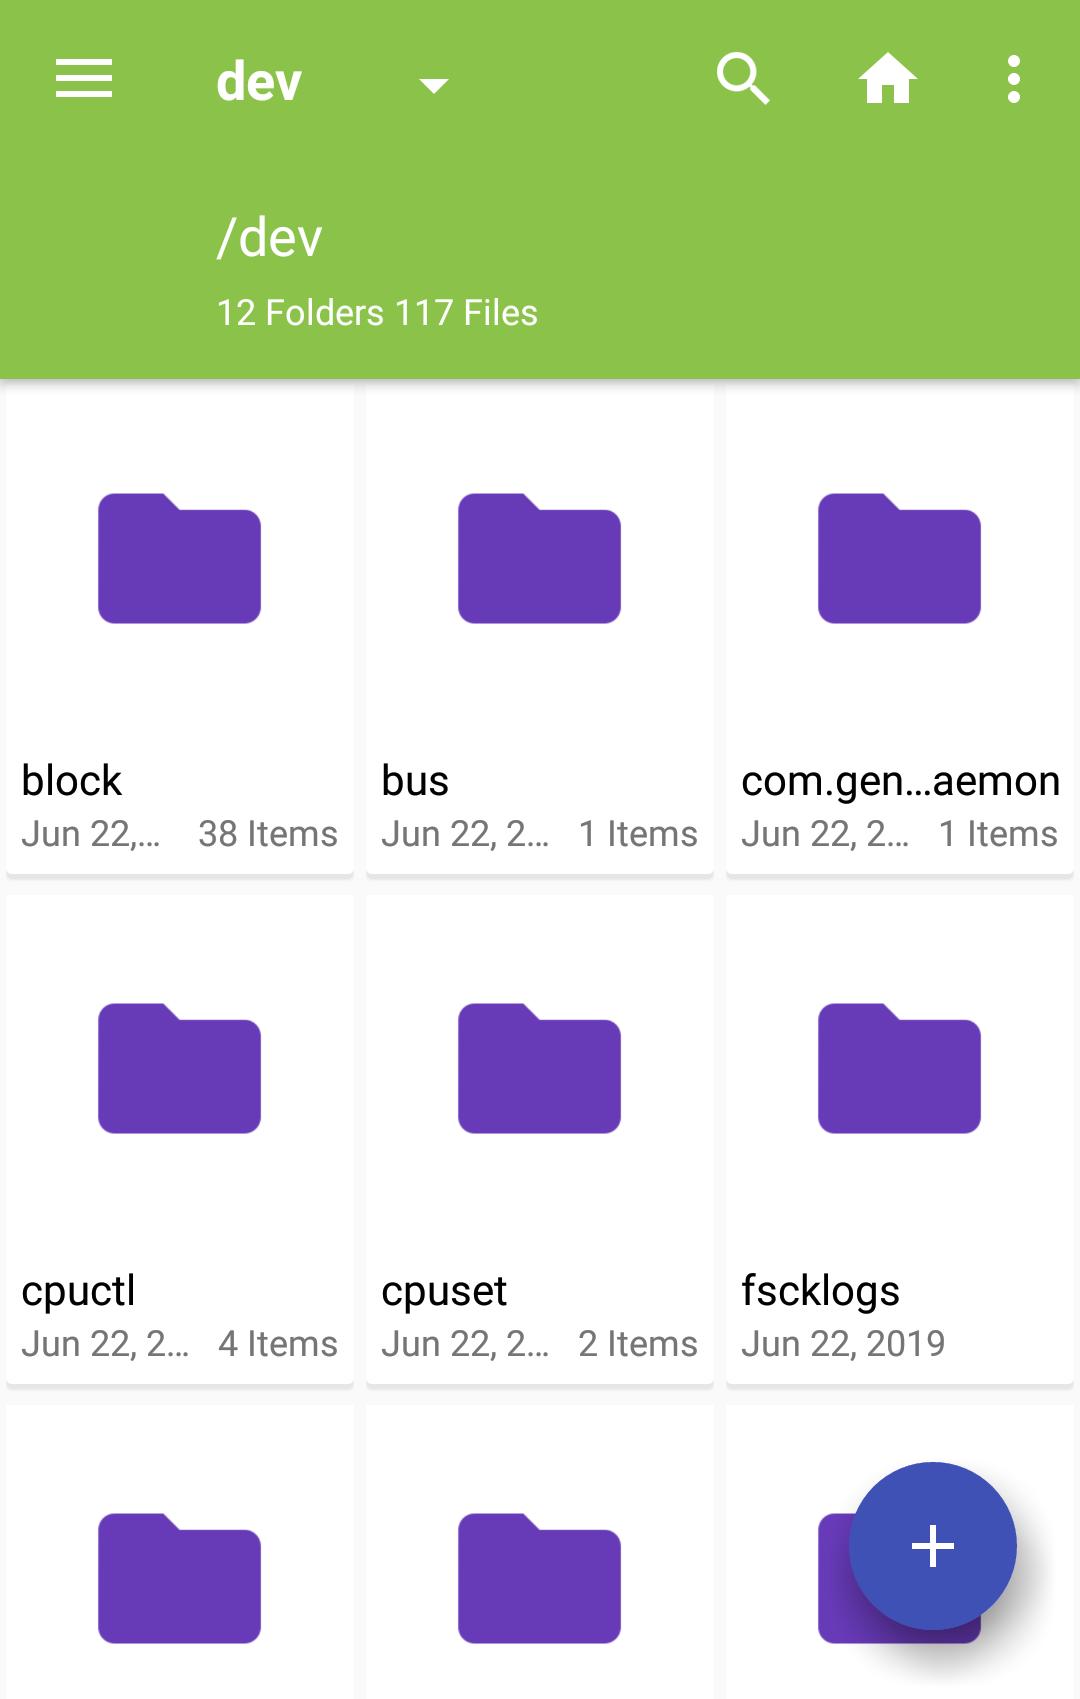 dev
/dev
12 Folders 117 Files
block
Jun 22,... 38 Items
bus
Jun 22, 2... 1 Items
com.gen...aemon
Jun 22, 2... 1 Items
cpuctl
Jun 22, 2... 4 Items
cpuset
Jun 22, 2... 2 Items
fscklogs
Jun 22, 2019